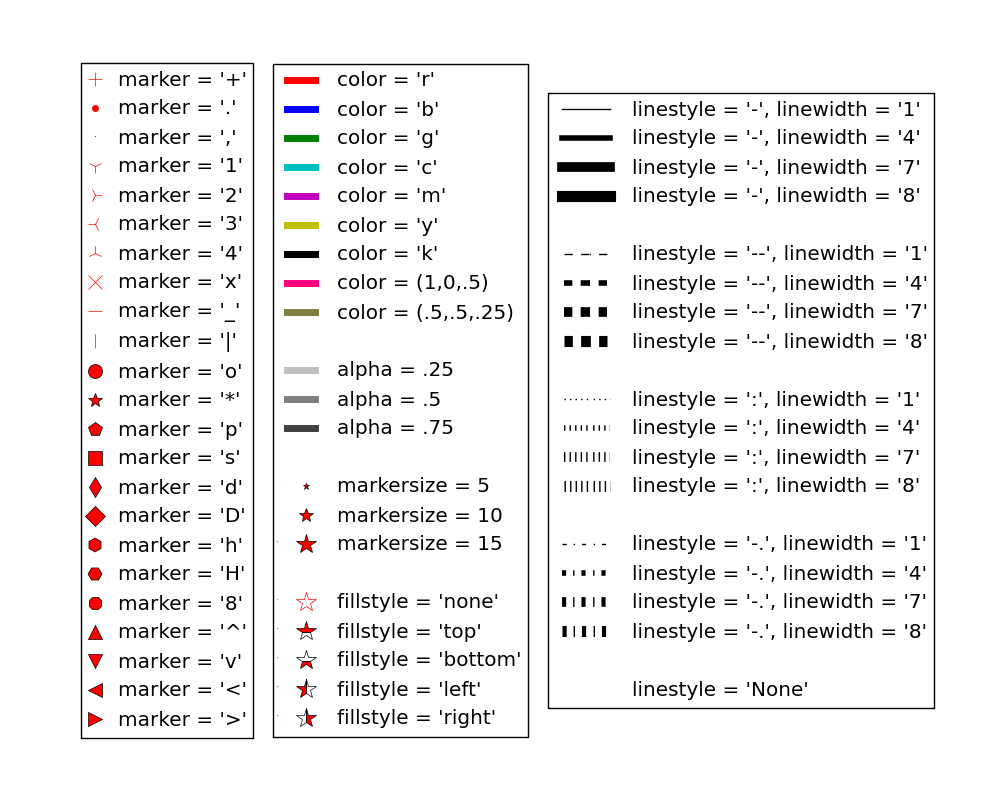 marker = '+'
marker = '.'
marker = ','
marker = '1'
marker = '2'
marker = '3'
marker = '4'
marker = 'x'
marker = '_'
marker = '|'
marker = 'o'
marker = '*'
marker = 'p'
marker = 's'
marker = 'd'
marker = 'D'
marker = 'h'
marker = 'H'
marker = '8'
marker = '^'
marker = 'v'
marker = '<'
marker = '>'
color = 'r'
color = 'b'
color = 'g'
color = 'c'
color = 'm'
color = 'y'
color = 'k'
color = (1,0,.5)
color = (.5,.5,.25)
alpha = .25
alpha = .5
alpha = .75
markersize = 5
markersize = 10
markersize = 15
fillstyle = 'none'
fillstyle = 'top'
fillstyle = 'bottom'
fillstyle = 'left'
fillstyle = 'right'
linestyle = '-', linewidth = '1'
linestyle = '-', linewidth = '4'
linestyle = '-', linewidth = '7'
linestyle = '-', linewidth = '8'
linestyle = '--', linewidth = '1'
linestyle = '--', linewidth = '4'
linestyle = '--', linewidth = '7'
linestyle = '--', linewidth = '8'
linestyle = ':', linewidth = '1'
linestyle = ':', linewidth = '4'
linestyle = ':', linewidth = '7'
linestyle = ':', linewidth = '8'
linestyle = '-.', linewidth = '1'
linestyle = '-.', linewidth = '4'
linestyle = '-.', linewidth = '7'
linestyle = '-.', linewidth = '8'
linestyle = 'None'